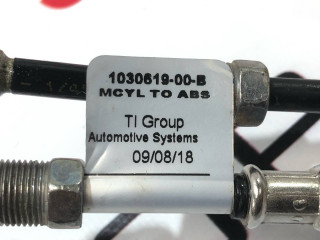 1030619-00-B
MCYL TO ABS
TI Group
Automotive Systems
09/08/18